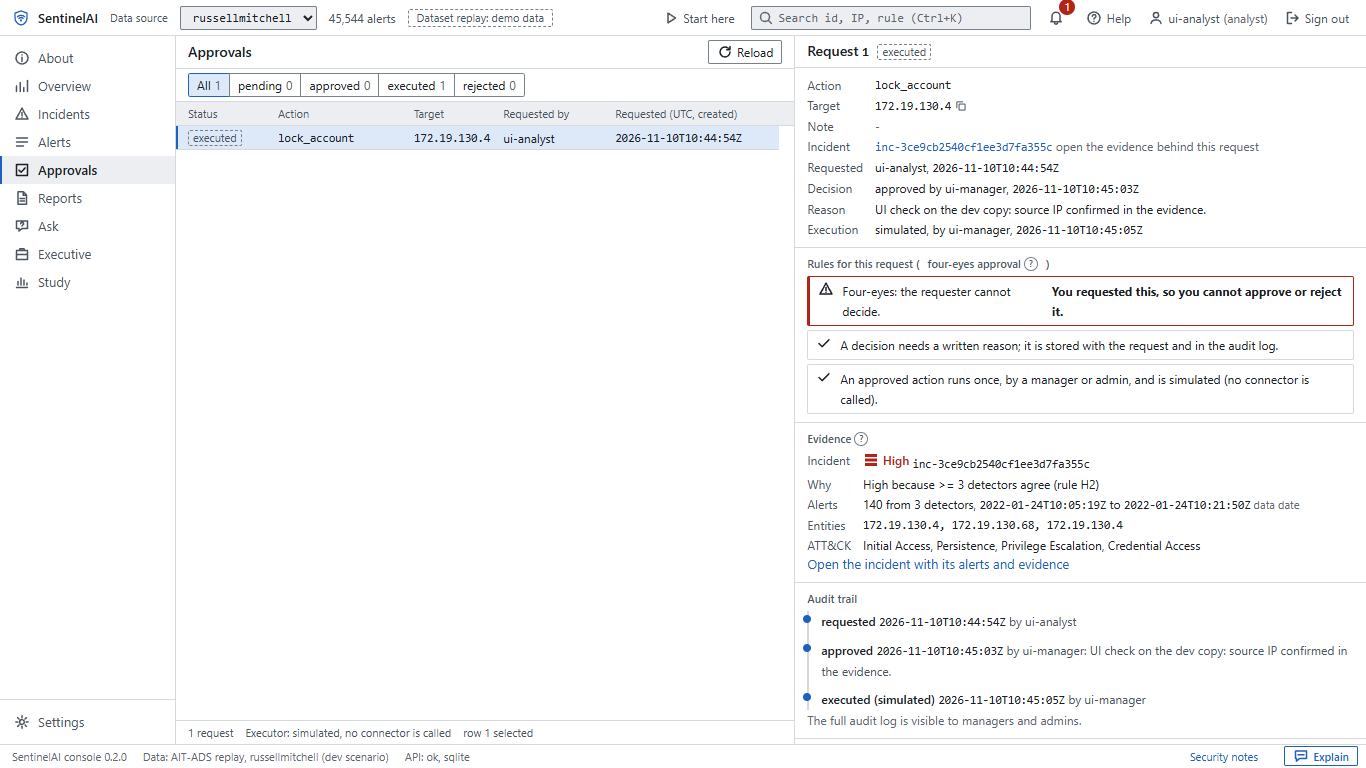 SentinelAI Data source russellmitchell 45,544 alerts Dataset replay: demo data Start here Search id, IP, rule (Ctrl+K) 1 Help ui-analyst (analyst) Sign out
About
Overview
Incidents
Alerts
Approvals
Reports
Ask
Executive
Study
Settings
Approvals Reload
All 1 pending 0 approved 0 executed 1 rejected 0
Status Action Target Requested by Requested (UTC, created)
executed lock_account 172.19.130.4 ui-analyst 2026-11-10T10:44:54Z
1 request Executor: simulated, no connector is called row 1 selected
Request 1 executed
Action lock_account
Target 172.19.130.4
Note -
Incident inc-3ce9cb2540cf1ee3d7fa355c open the evidence behind this request
Requested ui-analyst, 2026-11-10T10:44:54Z
Decision approved by ui-manager, 2026-11-10T10:45:03Z
Reason UI check on the dev copy: source IP confirmed in the evidence.
Execution simulated, by ui-manager, 2026-11-10T10:45:05Z
Rules for this request ( four-eyes approval ? )
Four-eyes: the requester cannot decide.
You requested this, so you cannot approve or reject it.
A decision needs a written reason; it is stored with the request and in the audit log.
An approved action runs once, by a manager or admin, and is simulated (no connector is
called).
Evidence ?
Incident High inc-3ce9cb2540cf1ee3d7fa355c
Why High because >= 3 detectors agree (rule H2)
Alerts 140 from 3 detectors, 2022-01-24T10:05:19Z to 2022-01-24T10:21:50Z data date
Entities 172.19.130.4, 172.19.130.68, 172.19.130.4
ATT&CK Initial Access, Persistence, Privilege Escalation, Credential Access
Open the incident with its alerts and evidence
Audit trail
requested 2026-11-10T10:44:54Z by ui-analyst
approved 2026-11-10T10:45:03Z by ui-manager: UI check on the dev copy: source IP confirmed in
the evidence.
executed (simulated) 2026-11-10T10:45:05Z by ui-manager
The full audit log is visible to managers and admins.
SentinelAI console 0.2.0 Data: AIT-ADS replay, russellmitchell (dev scenario) API: ok, sqlite Security notes Explain